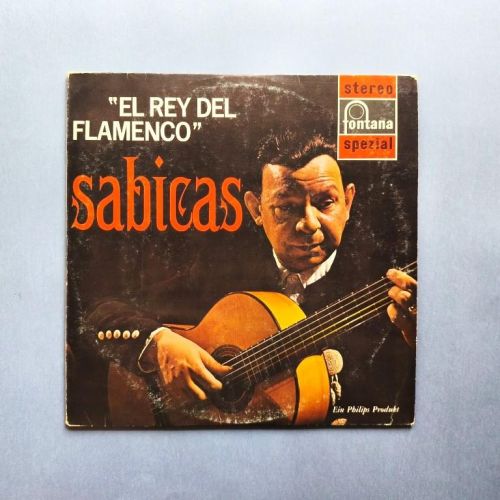 "EL REY DEL
FLAMENCO"
sabicas
stereo
fontana
spezial
Ein Philips Produkt